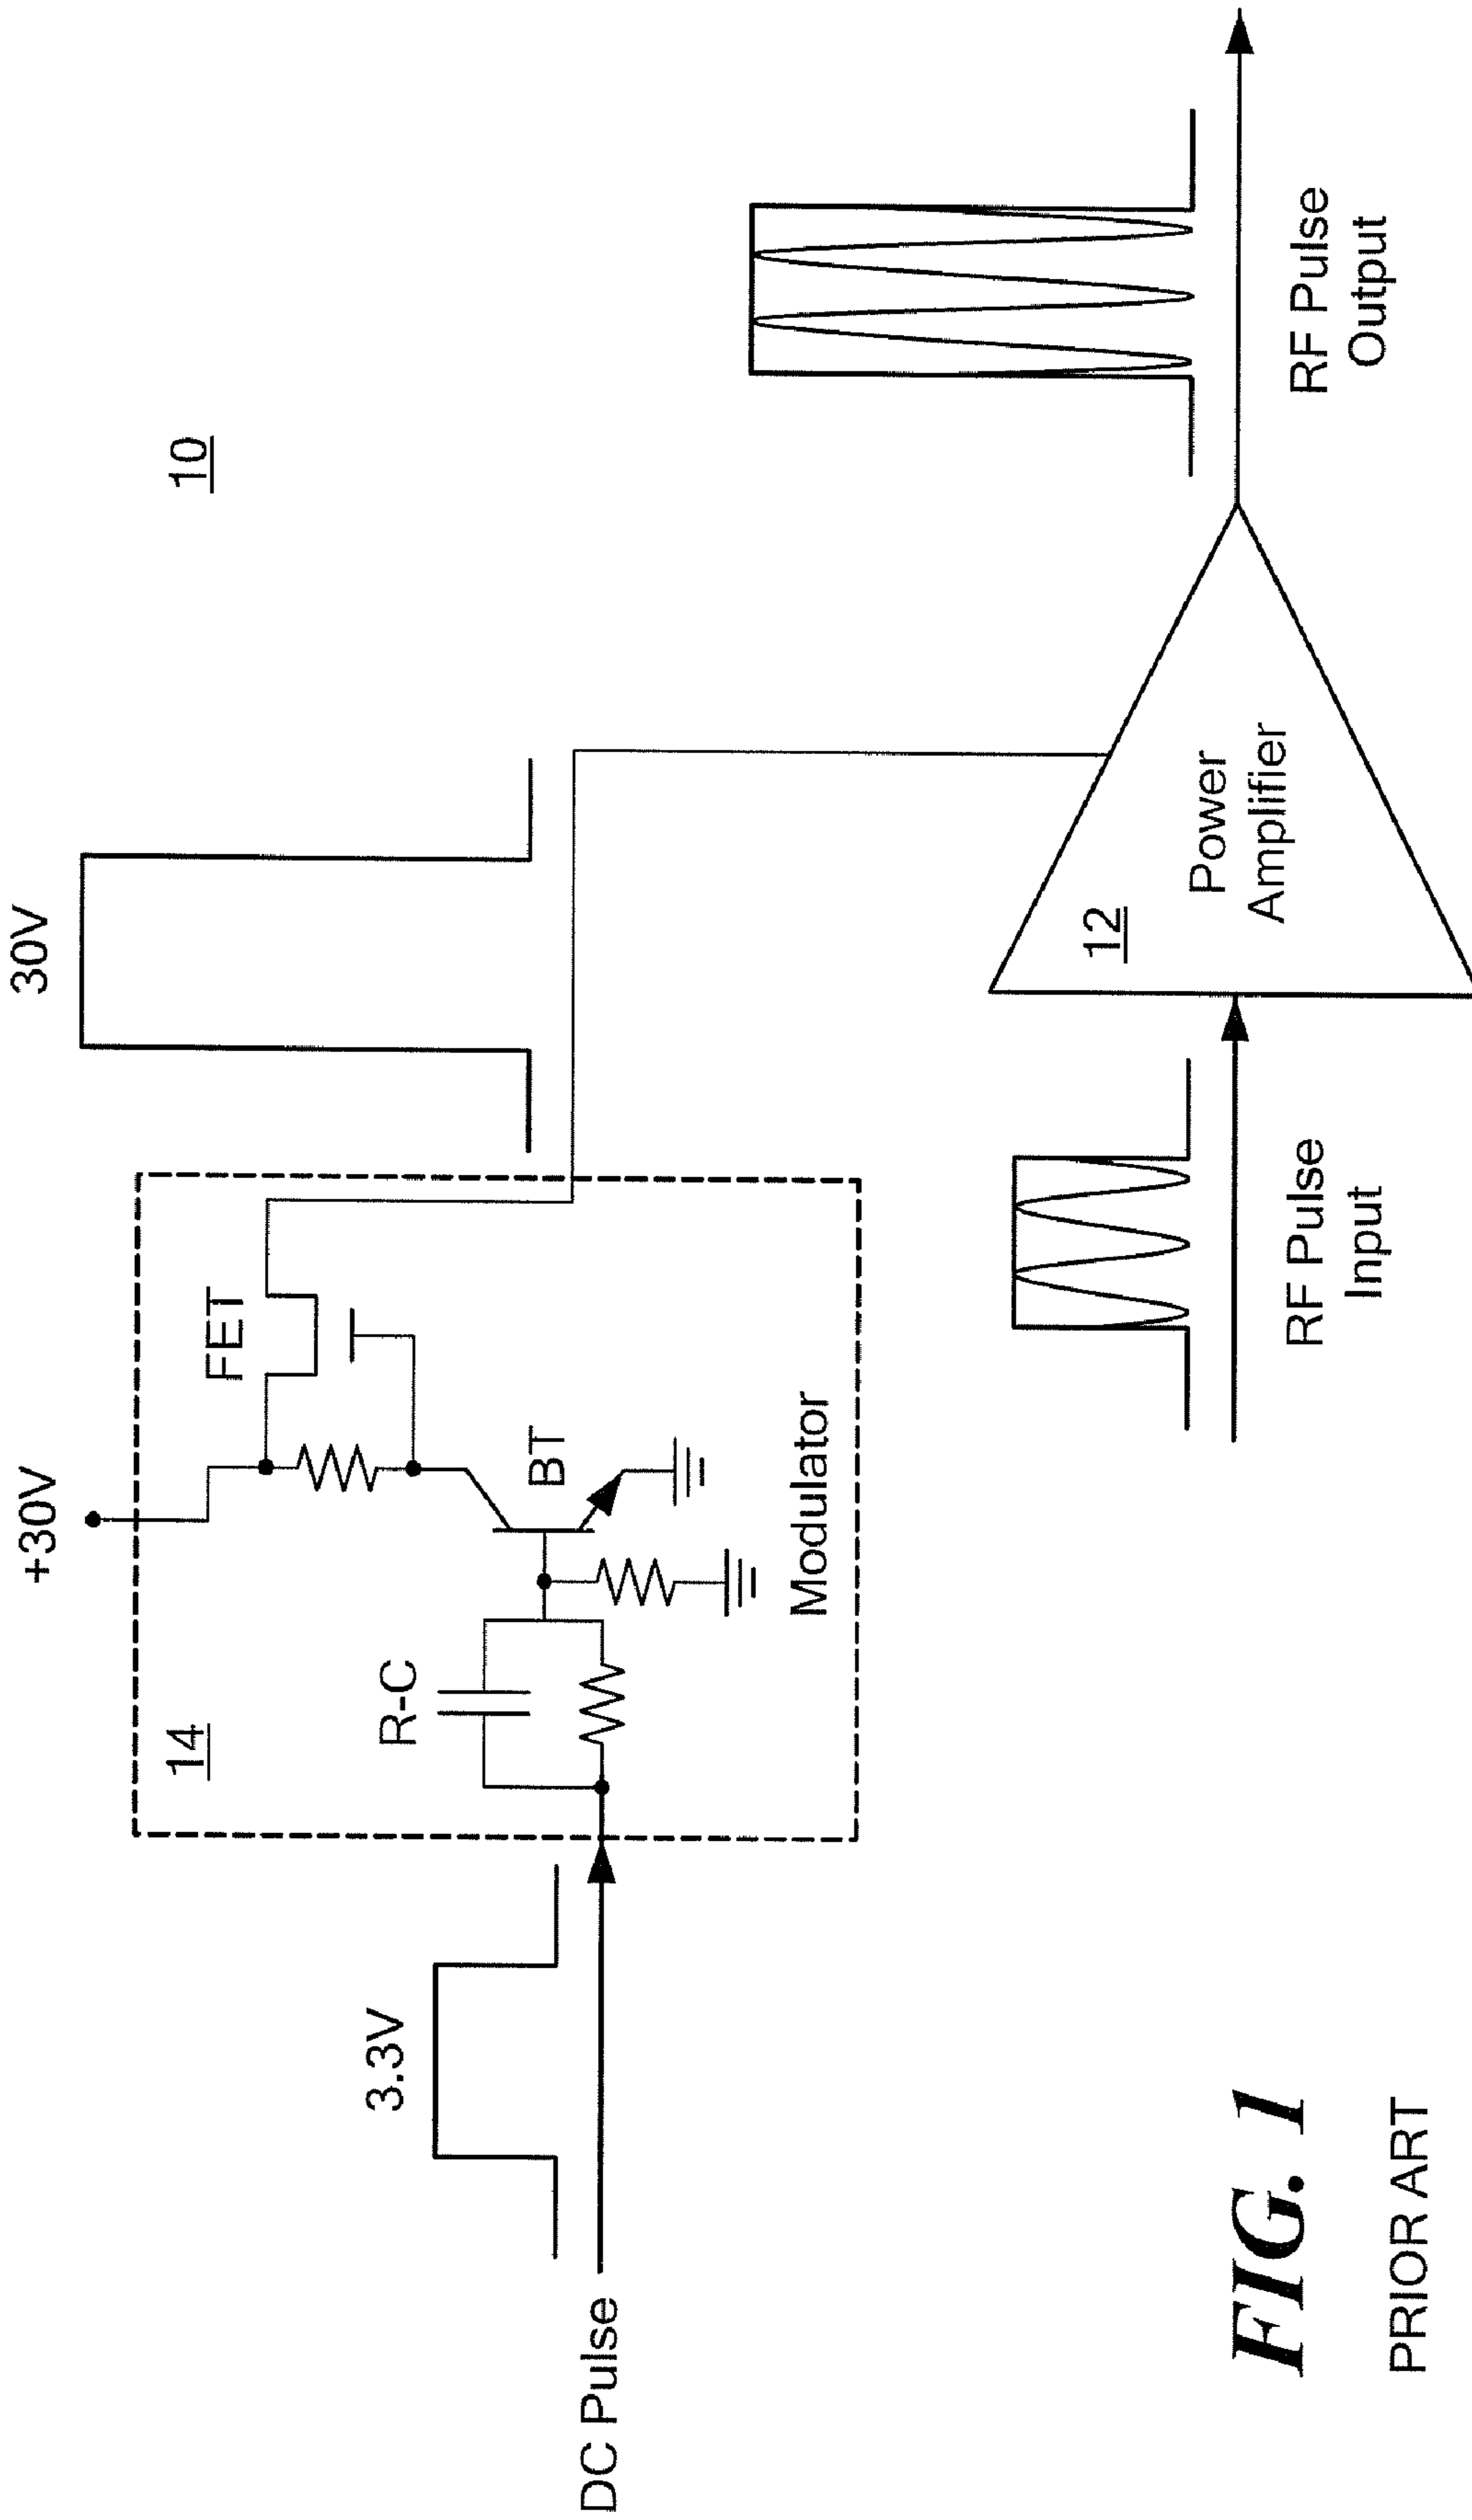 10
+30V
30V
14
FET
R-C
BT
3.3V
DC Pulse
Modulator
12
Power
Amplifier
RF Pulse
Input
RF Pulse
Output
FIG. 1
PRIOR ART